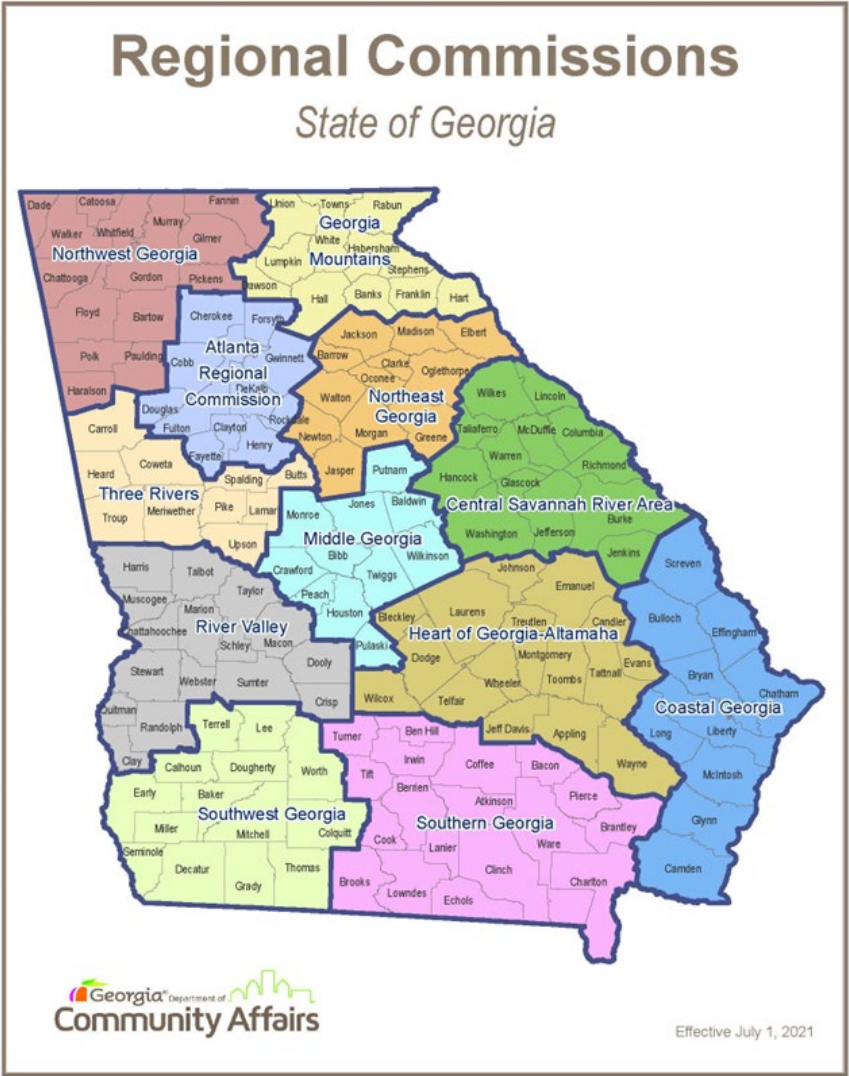 Regional Commissions
State of Georgia
Dade
Catoosa
Fannin
Walker
Whitfield
Murray
Gilmer
Northwest Georgia
Chattooga
Gordon
Pickens
Floyd
Bartow
Polk
Paulding
Haralson
Union
Towns
Rabun
Georgia
Mountains
White
Habersham
Lumpkin
Stephens
Dawson
Hall
Banks
Franklin
Hart
Cherokee
Forsyth
Atlanta
Regional
Commission
Cobb
Gwinnett
DeKalb
Douglas
Fulton
Clayton
Rockdale
Henry
Fayette
Jackson
Madison
Elbert
Barrow
Clarke
Oconee
Oglethorpe
Walton
Northeast
Georgia
Newton
Morgan
Greene
Jasper
Wilkes
Lincoln
Taliaferro
McDuffie
Columbia
Warren
Richmond
Hancock
Glascock
Central Savannah River Area
Burke
Washington
Jefferson
Jenkins
Carroll
Heard
Coweta
Spalding
Butts
Three Rivers
Troup
Meriwether
Pike
Lamar
Upson
Putnam
Jones
Baldwin
Monroe
Middle Georgia
Bibb
Wilkinson
Crawford
Twiggs
Peach
Houston
Pulaski
Harris
Talbot
Taylor
Muscogee
Marion
Chattahoochee
River Valley
Schley
Macon
Dooly
Stewart
Webster
Sumter
Crisp
Quitman
Randolph
Clay
Johnson
Emanuel
Bleckley
Laurens
Treutlen
Candler
Heart of Georgia-Altamaha
Dodge
Montgomery
Evans
Wheeler
Toombs
Tattnall
Wilcox
Telfair
Jeff Davis
Appling
Wayne
Screven
Bulloch
Effingham
Bryan
Chatham
Coastal Georgia
Long
Liberty
McIntosh
Glynn
Camden
Terrell
Lee
Calhoun
Dougherty
Worth
Early
Baker
Southwest Georgia
Miller
Mitchell
Colquitt
Seminole
Decatur
Grady
Thomas
Turner
Ben Hill
Tift
Irwin
Coffee
Bacon
Berrien
Atkinson
Pierce
Southern Georgia
Brantley
Cook
Lanier
Ware
Clinch
Charlton
Brooks
Lowndes
Echols
Georgia® Department of
Community Affairs
Effective July 1, 2021